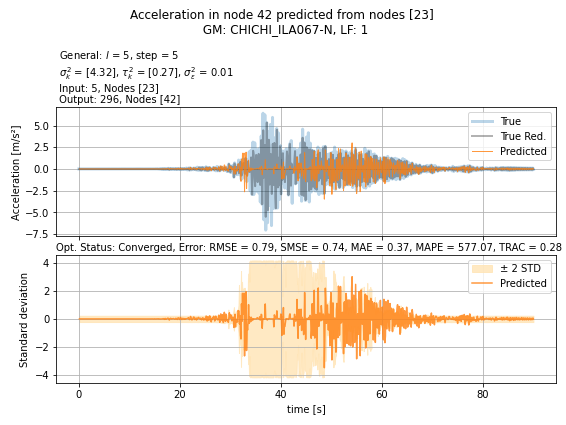 Acceleration in node 42 predicted from nodes [23]
GM: CHICHI_ILA067-N, LF: 1
General: l = 5, step = 5
σ²ₖ = [4.32], τ²ₖ = [0.27], σ²ε = 0.01
Input: 5, Nodes [23]
Output: 296, Nodes [42]
Acceleration [m/s²]
5.0
2.5
0.0
−2.5
−5.0
−7.5
True
True Red.
Predicted
Opt. Status: Converged, Error: RMSE = 0.79, SMSE = 0.74, MAE = 0.37, MAPE = 577.07, TRAC = 0.28
Standard deviation
4
2
0
−2
−4
± 2 STD
Predicted
0
20
40
60
80
time [s]